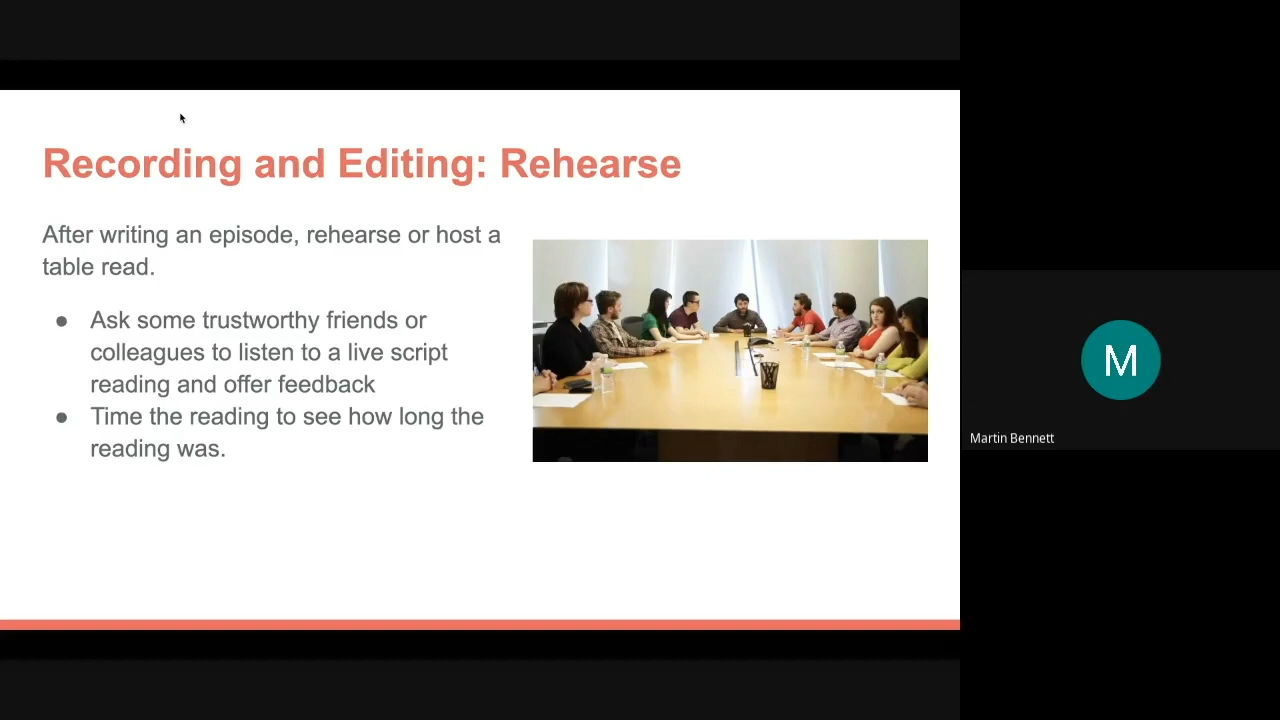 Recording and Editing: Rehearse
After writing an episode, rehearse or host a
table read.
● Ask some trustworthy friends or
colleagues to listen to a live script
reading and offer feedback
● Time the reading to see how long the
reading was.
M
Martin Bennett